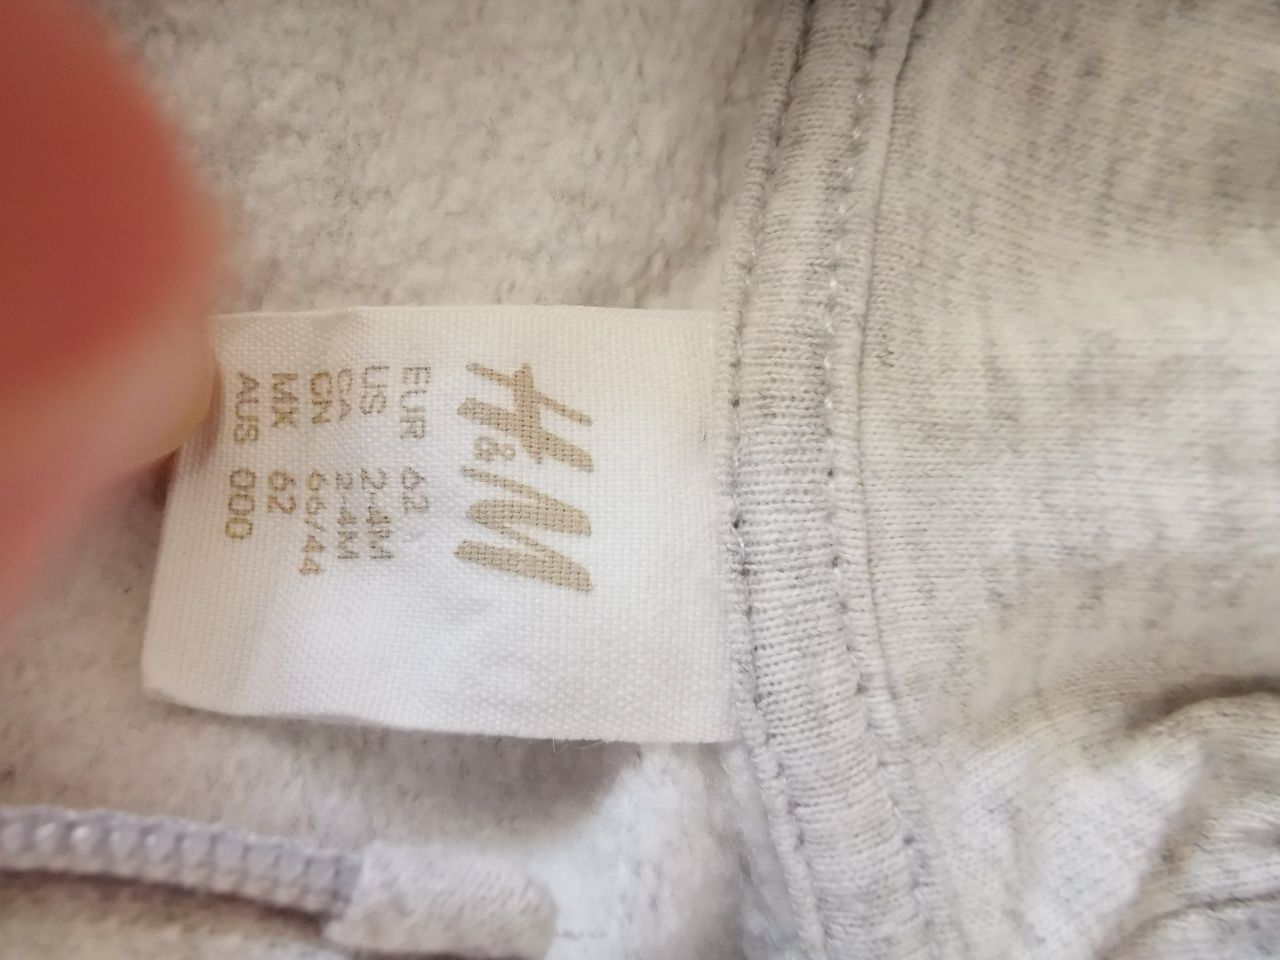 H&M
EUR 62
US 2-4M
CA 2-4M
CN 66/44
MX 62
AUS 000